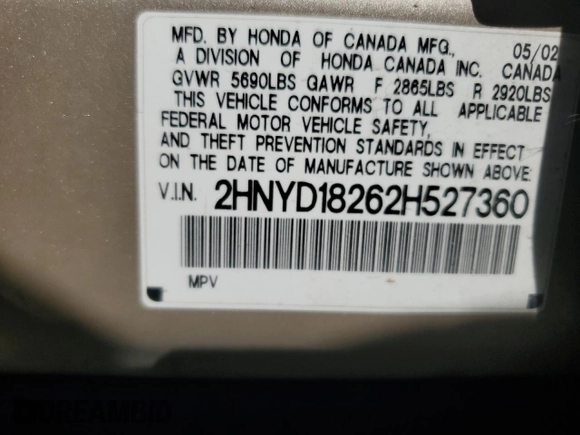 MFD. BY HONDA OF CANADA MFG., 05/02
A DIVISION OF HONDA CANADA INC. CANADA
GVWR 5690LBS GAWR F 2865LBS R 2920LBS
THIS VEHICLE CONFORMS TO ALL APPLICABLE
FEDERAL MOTOR VEHICLE SAFETY,
AND THEFT PREVENTION STANDARDS IN EFFECT
ON THE DATE OF MANUFACTURE SHOWN ABOVE.
V.I.N. 2HNYD18262H527360
MPV
DREAMBID